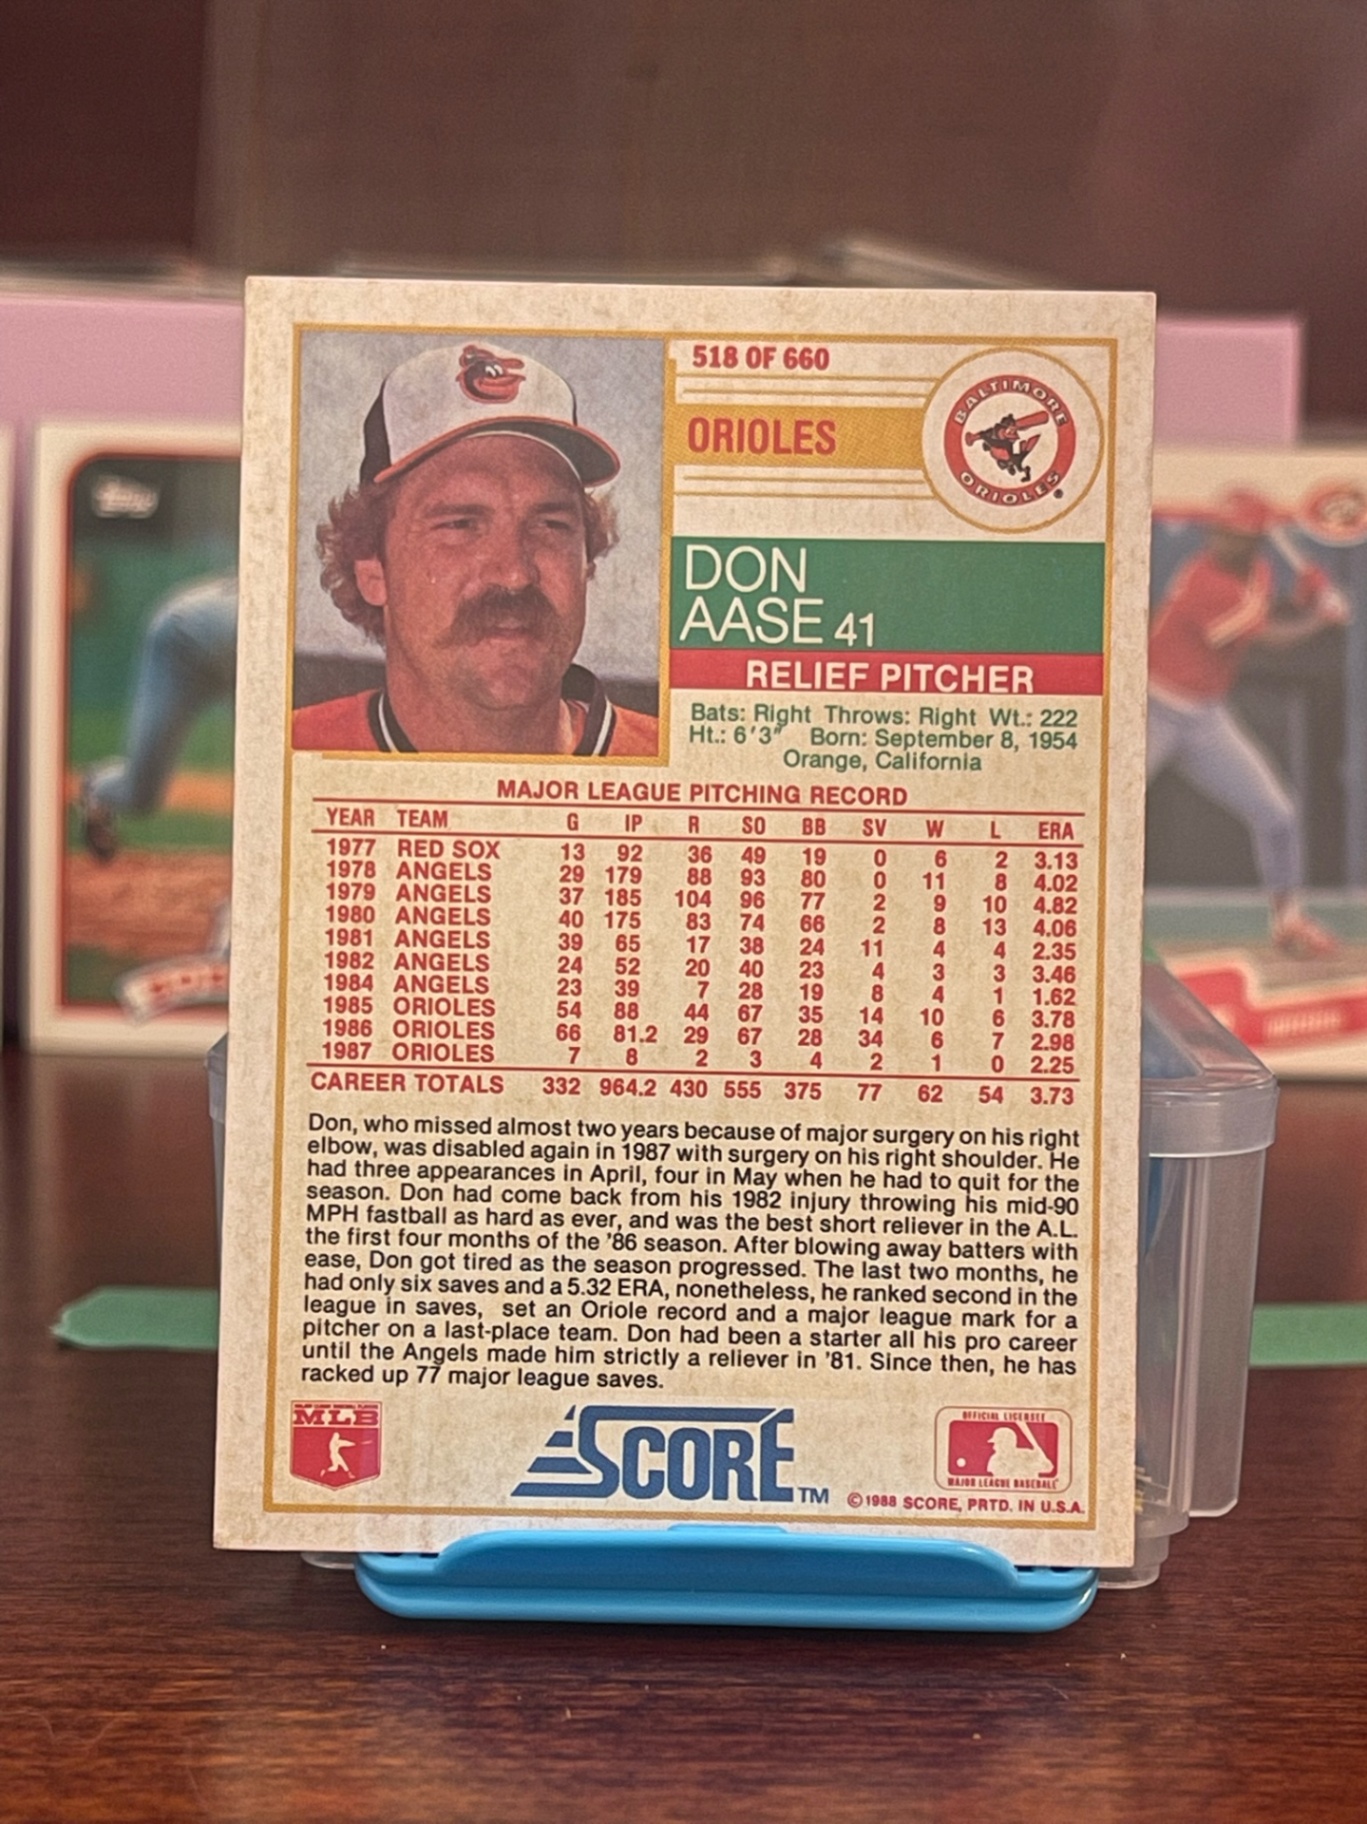 518 OF 660
ORIOLES
BALTIMORE
ORIOLES
DON
AASE 41
RELIEF PITCHER
Bats: Right Throws: Right Wt.: 222
Ht.: 6'3" Born: September 8, 1954
Orange, California
MAJOR LEAGUE PITCHING RECORD
YEAR TEAM G IP R SO BB SV W L ERA
1977 RED SOX 13 92 36 49 19 0 6 2 3.13
1978 ANGELS 29 179 88 93 80 0 11 8 4.02
1979 ANGELS 37 185 104 96 77 2 9 10 4.82
1980 ANGELS 40 175 83 74 66 2 8 13 4.06
1981 ANGELS 39 65 17 38 24 11 4 4 2.35
1982 ANGELS 24 52 20 40 23 4 3 3 3.46
1984 ANGELS 23 39 7 28 19 8 4 1 1.62
1985 ORIOLES 54 88 44 67 35 14 10 6 3.78
1986 ORIOLES 66 81.2 29 67 28 34 6 7 2.98
1987 ORIOLES 7 8 2 3 4 2 1 0 2.25
CAREER TOTALS 332 964.2 430 555 375 77 62 54 3.73
Don, who missed almost two years because of major surgery on his right
elbow, was disabled again in 1987 with surgery on his right shoulder. He
had three appearances in April, four in May when he had to quit for the
season. Don had come back from his 1982 injury throwing his mid-90
MPH fastball as hard as ever, and was the best short reliever in the A.L.
the first four months of the '86 season. After blowing away batters with
ease, Don got tired as the season progressed. The last two months, he
had only six saves and a 5.32 ERA, nonetheless, he ranked second in the
league in saves, set an Oriole record and a major league mark for a
pitcher on a last-place team. Don had been a starter all his pro career
until the Angels made him strictly a reliever in '81. Since then, he has
racked up 77 major league saves.
MLB
SCORE TM
OFFICIAL LICENSEE
MAJOR LEAGUE BASEBALL
©1988 SCORE, PRTD. IN U.S.A.
Topps